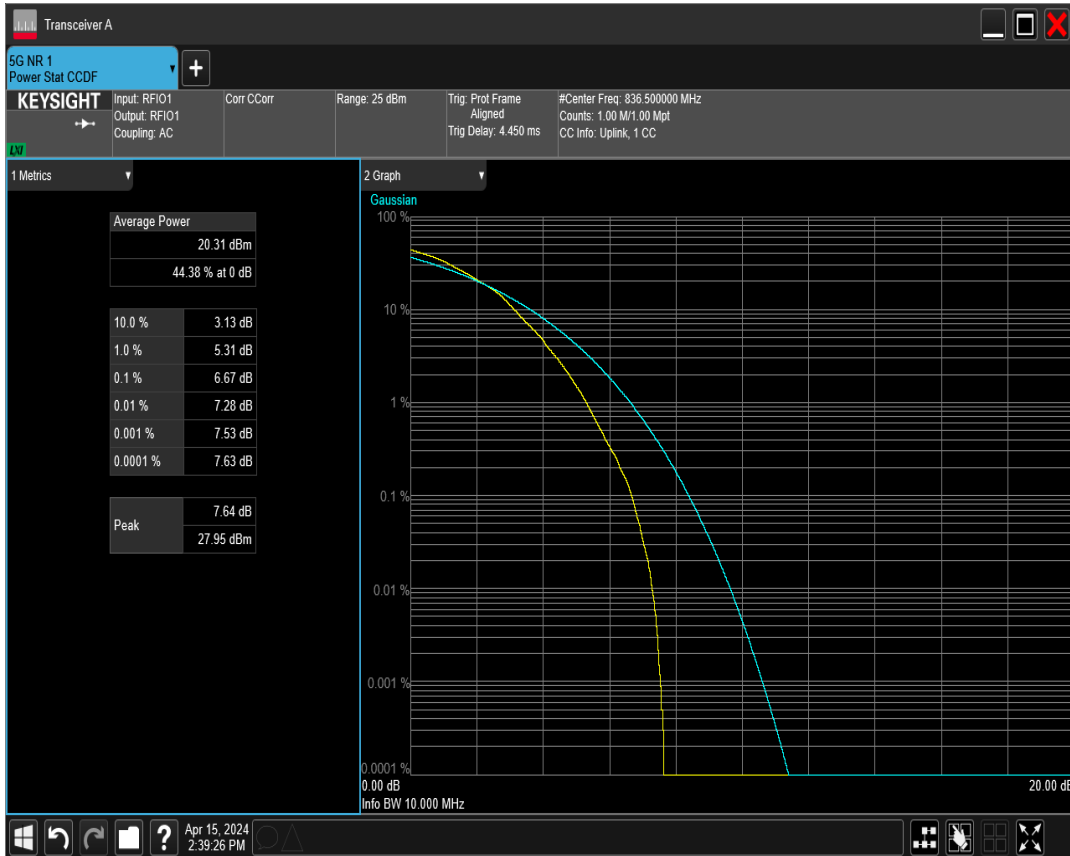 Transceiver A
5G NR 1
Power Stat CCDF
+
KEYSIGHT
LXI
Input: RFIO1
Output: RFIO1
Coupling: AC
Corr CCorr
Range: 25 dBm
Trig: Prot Frame
Aligned
Trig Delay: 4.450 ms
#Center Freq: 836.500000 MHz
Counts: 1.00 M/1.00 Mpt
CC Info: Uplink, 1 CC
1 Metrics
Average Power
20.31 dBm
44.38 % at 0 dB
10.0 % 3.13 dB
1.0 % 5.31 dB
0.1 % 6.67 dB
0.01 % 7.28 dB
0.001 % 7.53 dB
0.0001 % 7.63 dB
Peak 7.64 dB
27.95 dBm
2 Graph
Gaussian
100 %
10 %
1 %
0.1 %
0.01 %
0.001 %
0.0001 %
0.00 dB 20.00 dB
Info BW 10.000 MHz
? Apr 15, 2024
2:39:26 PM